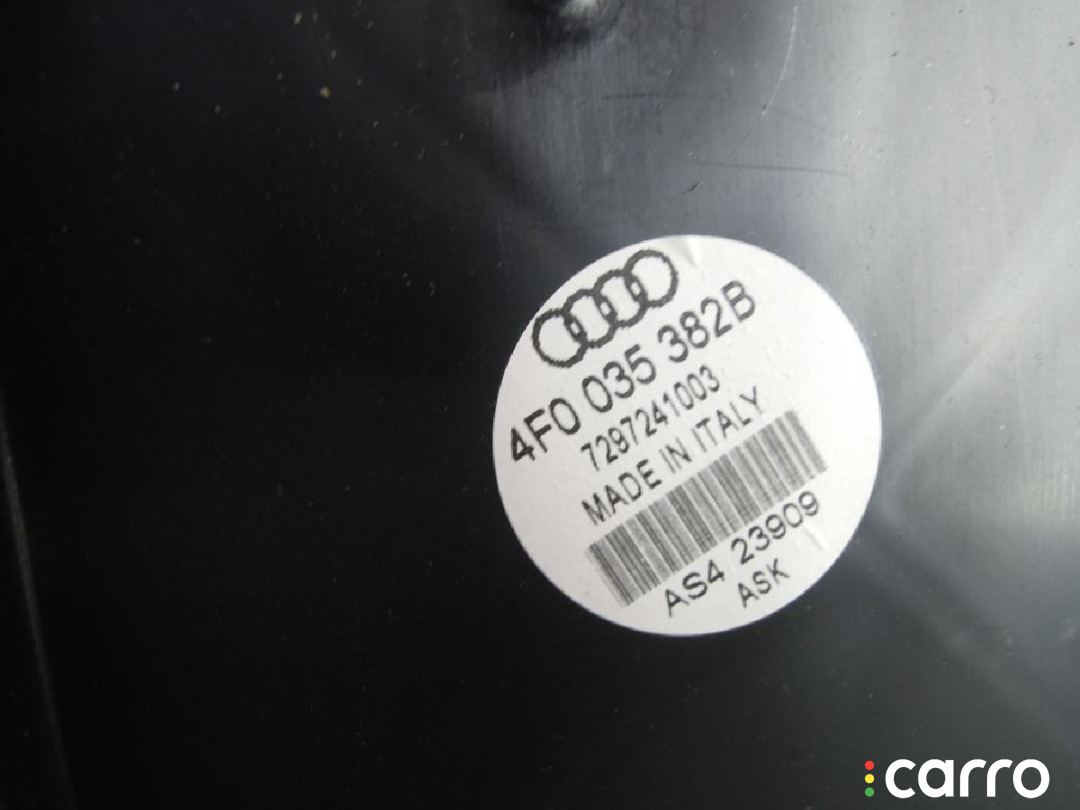 4F0 035 382B
7297241003
MADE IN ITALY
AS4 23909
ASK
carro